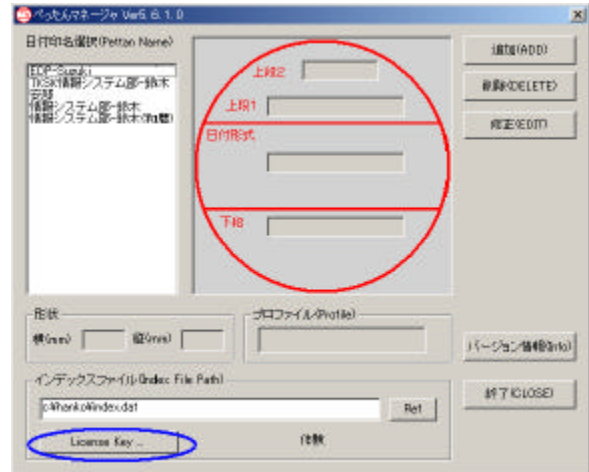 ぺったんマネージャ Ver5.6.1.0
日付印名選択(Pettan Name)
EDP-Suzuki
TKSK情報システム部-鈴木
安部
情報システム部-鈴木
情報システム部-鈴木(和暦)
上段2
上段1
日付形式
下段
追加(ADD)
削除(DELETE)
修正(EDIT)
形状
横(mm)
縦(mm)
プロファイル(Profile)
バージョン情報(Info)
インデックスファイル(Index File Path)
c:¥hanko¥index.dat
Ref
License Key ..
体験
終了(CLOSE)